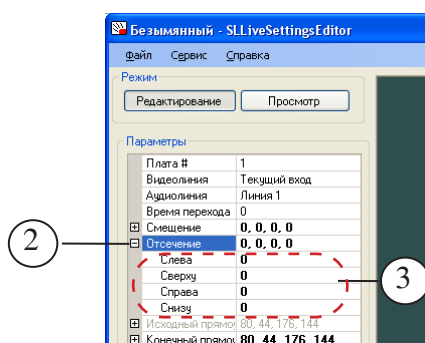 Безымянный - SLLiveSettingsEditor
Файл Сервис Справка
Режим
Редактирование Просмотр
Параметры
Плата # 1
Видеолиния Текущий вход
Аудиолиния Линия 1
Время перехода 0
Смещение 0, 0, 0, 0
2 Отсечение 0, 0, 0, 0
Слева 0
Сверху 0
3
Справа 0
Снизу 0
Исходный прямоу 80, 44, 176, 144
Конечный прямоу 80, 44, 176, 144